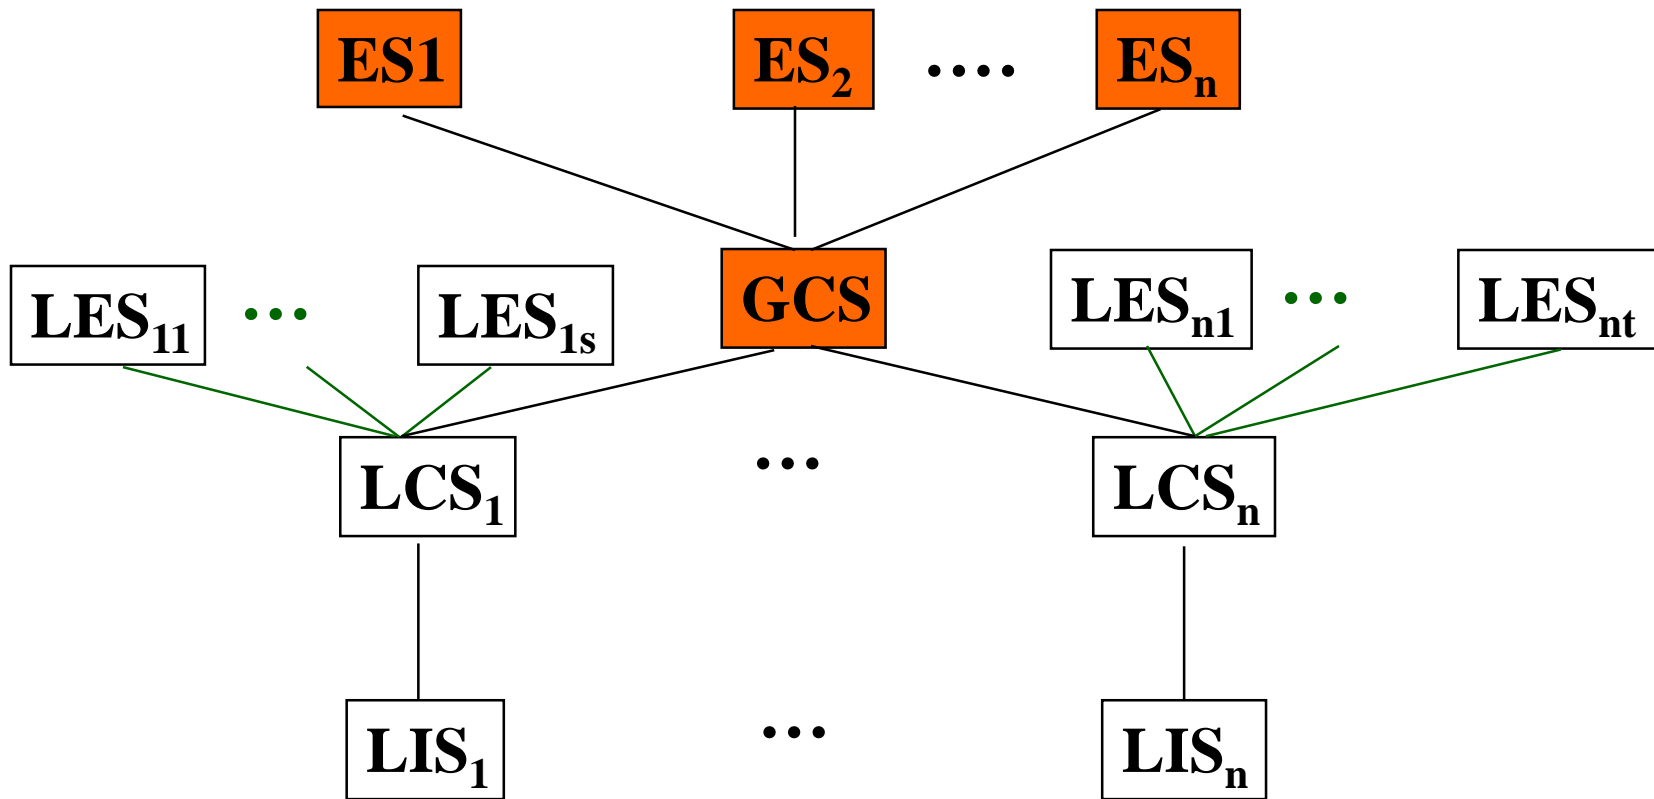 ES1 ES₂ •••• ESₙ
LES₁₁ ••• LES₁ₛ GCS LESₙ₁ ••• LESₙₜ
LCS₁ ••• LCSₙ
LIS₁ ••• LISₙ